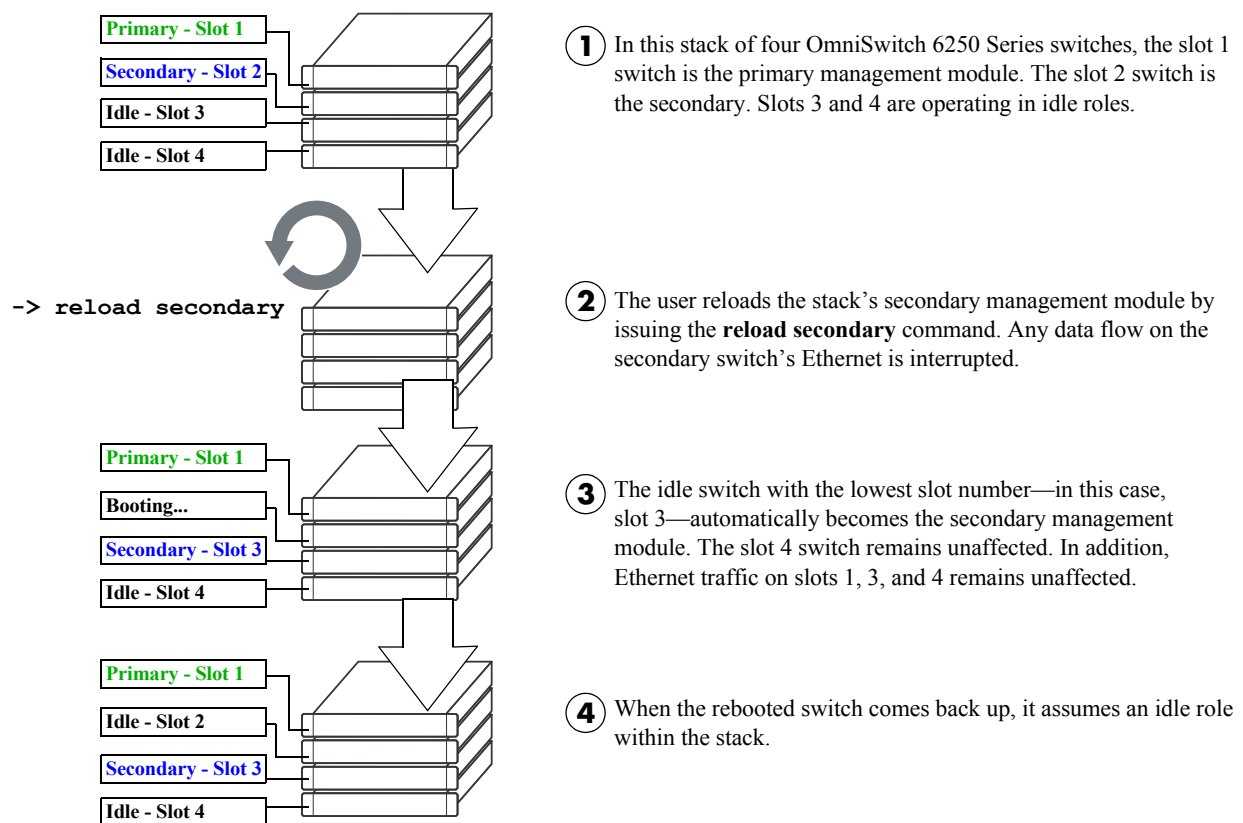 Primary - Slot 1
Secondary - Slot 2
Idle - Slot 3
Idle - Slot 4
1
In this stack of four OmniSwitch 6250 Series switches, the slot 1
switch is the primary management module. The slot 2 switch is
the secondary. Slots 3 and 4 are operating in idle roles.
-> reload secondary
2
The user reloads the stack’s secondary management module by
issuing the reload secondary command. Any data flow on the
secondary switch’s Ethernet is interrupted.
Primary - Slot 1
Booting...
Secondary - Slot 3
Idle - Slot 4
3
The idle switch with the lowest slot number—in this case,
slot 3—automatically becomes the secondary management
module. The slot 4 switch remains unaffected. In addition,
Ethernet traffic on slots 1, 3, and 4 remains unaffected.
Primary - Slot 1
Idle - Slot 2
Secondary - Slot 3
Idle - Slot 4
4
When the rebooted switch comes back up, it assumes an idle role
within the stack.